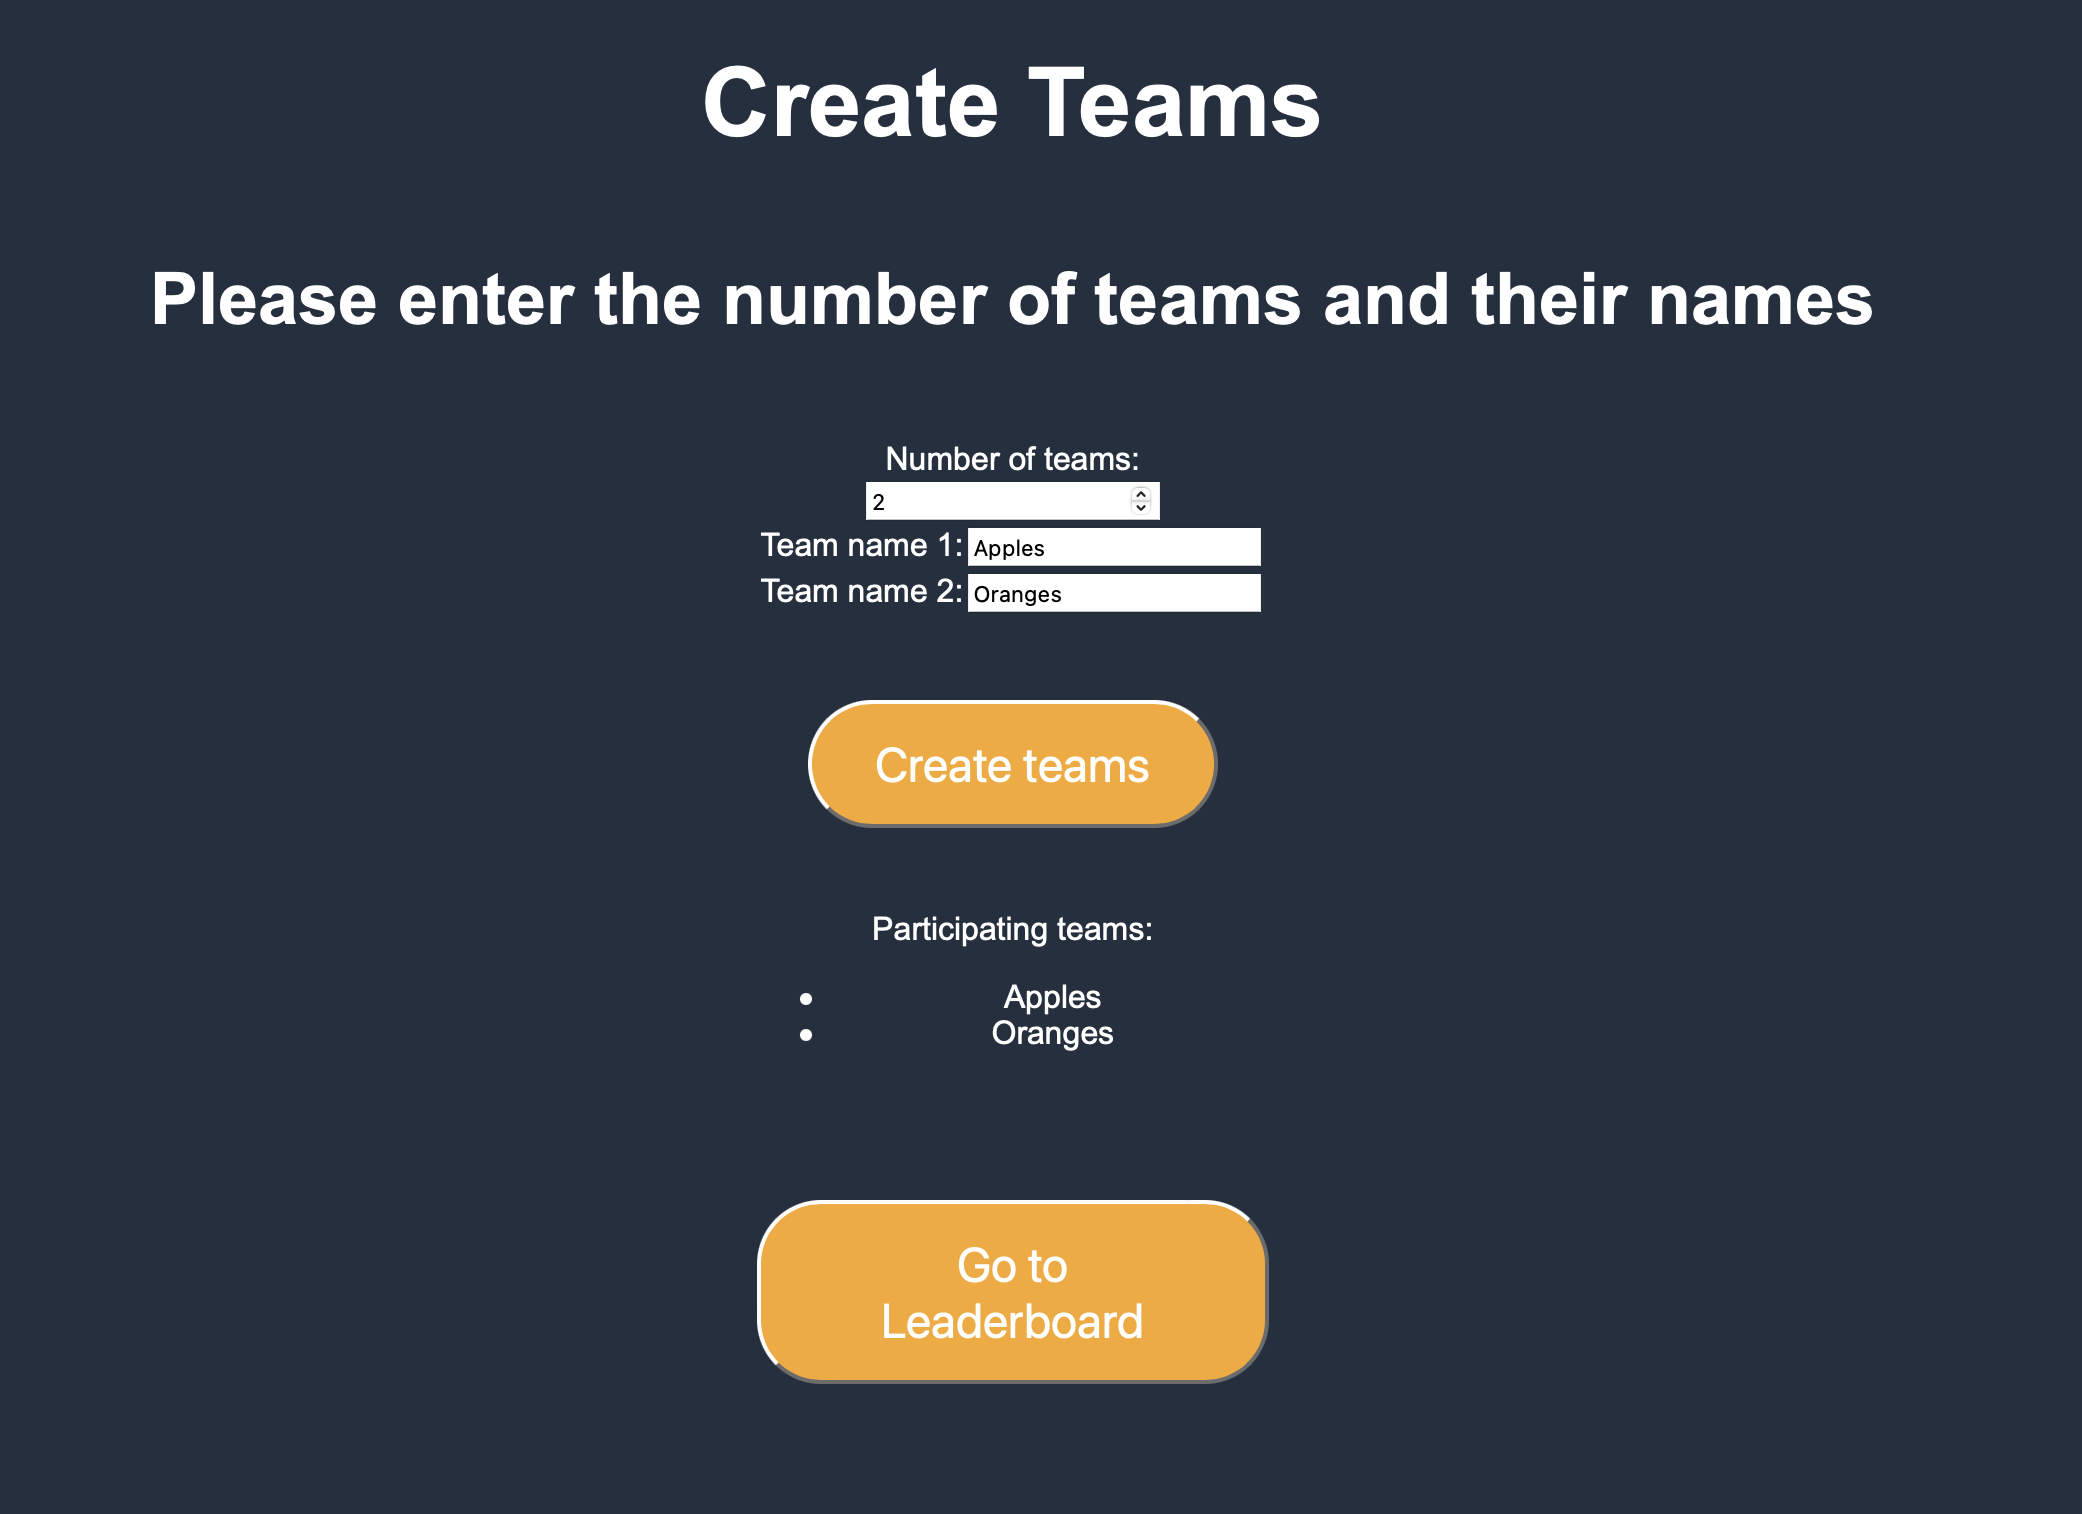 Create Teams
Please enter the number of teams and their names
Number of teams:
2
Team name 1: Apples
Team name 2: Oranges
Create teams
Participating teams:
• Apples
• Oranges
Go to
Leaderboard